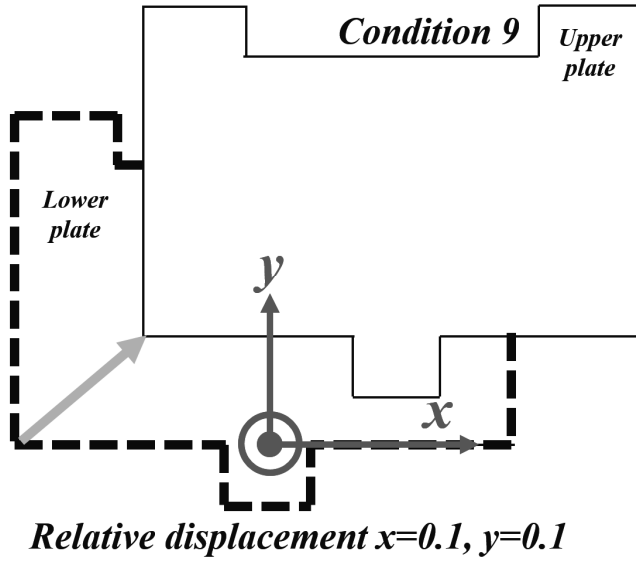 Condition 9
Upper
plate
Lower
plate
y
x
Relative displacement x=0.1, y=0.1